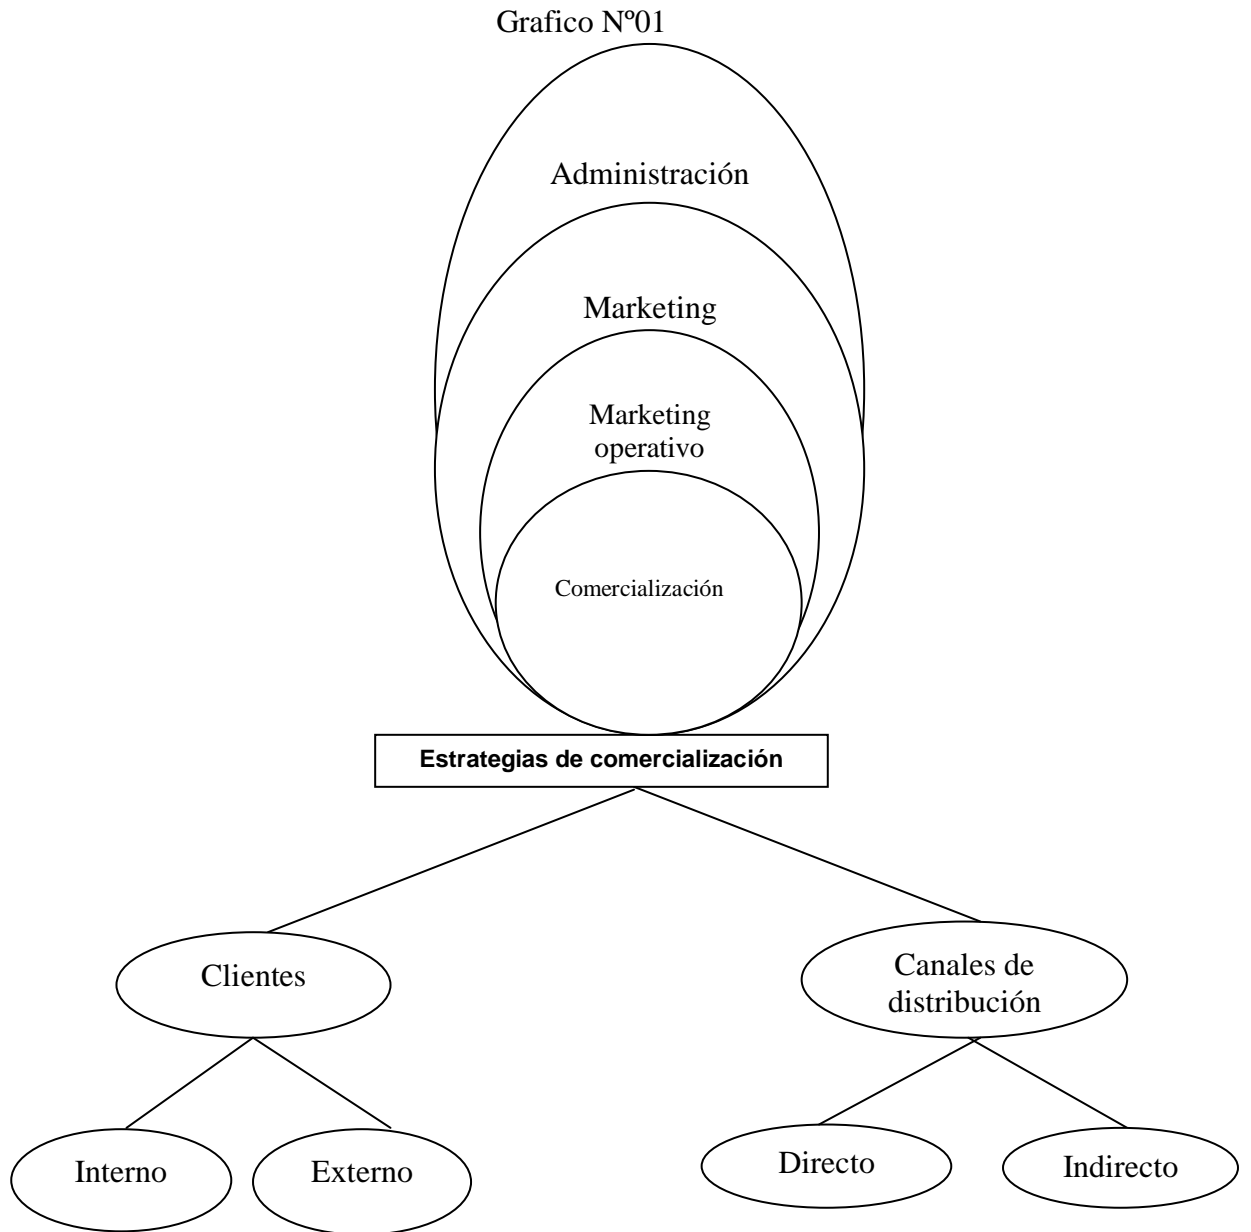 Grafico Nº01
Administración
Marketing
Marketing
operativo
Comercialización
Estrategias de comercialización
Clientes
Canales de
distribución
Interno
Externo
Directo
Indirecto